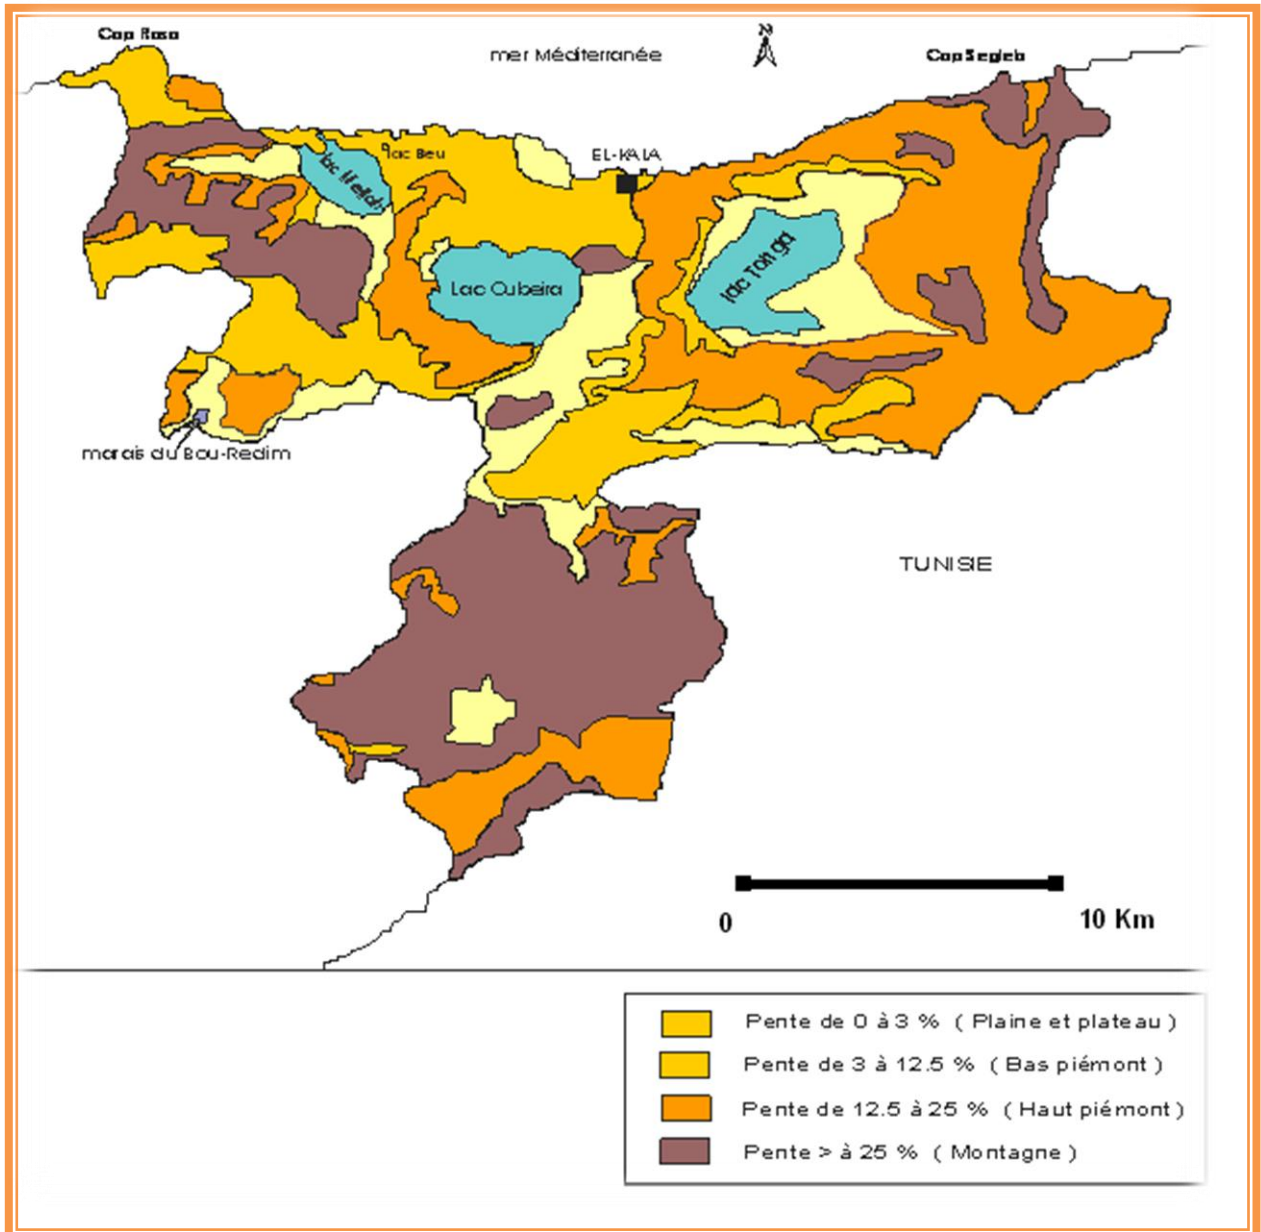 Cap Rosa
mer Méditerranée
N
Cap Segleb
lac Mellah
lac Beu
EL-KALA
lac Tonga
Lac Oubeira
marais du Bou-Redim
TUNISIE
0
10 Km
Pente de 0 à 3 % ( Plaine et plateau )
Pente de 3 à 12.5 % ( Bas piémont )
Pente de 12.5 à 25 % ( Haut piémont )
Pente > à 25 % ( Montagne )